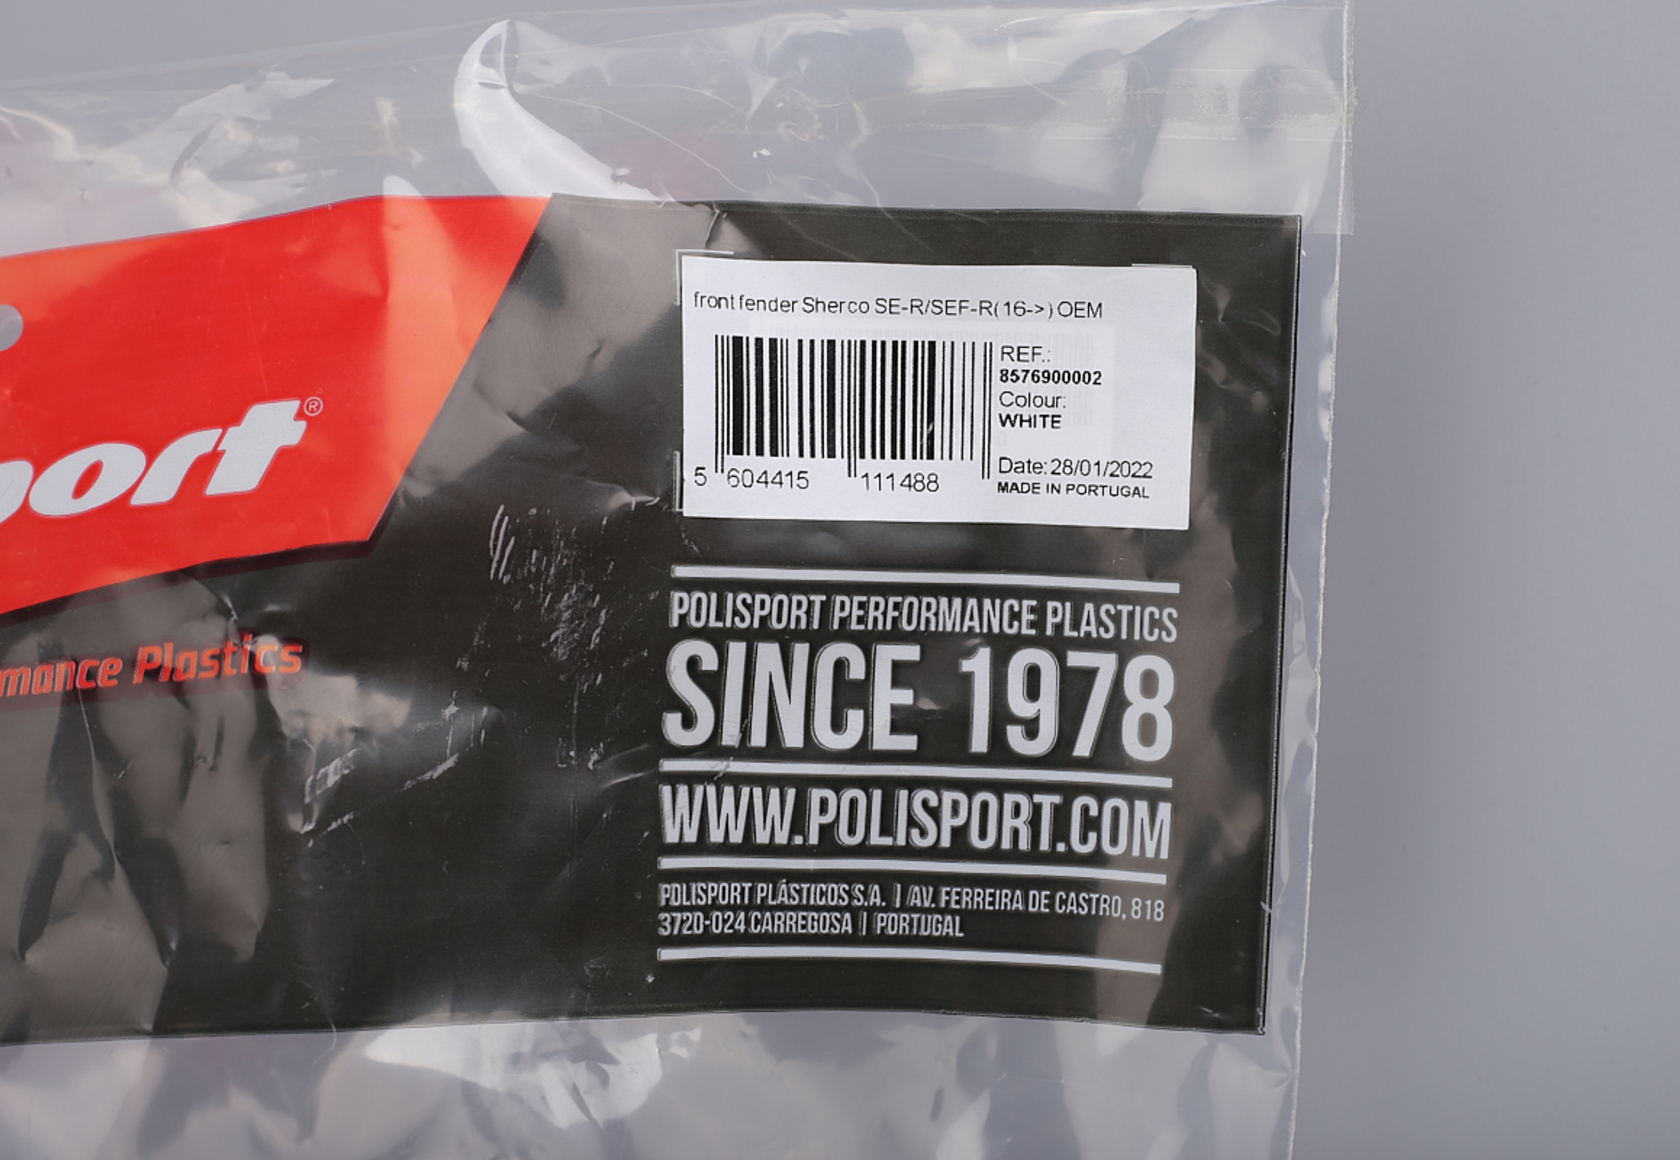 front fender Sherco SE-R/SEF-R(16->) OEM
REF.:
8576900002
Colour:
WHITE
Date: 28/01/2022
MADE IN PORTUGAL
5 604415 111488
port®
mance Plastics
POLISPORT PERFORMANCE PLASTICS
SINCE 1978
WWW.POLISPORT.COM
POLISPORT PLÁSTICOS S.A. | AV. FERREIRA DE CASTRO, 818
3720-024 CARREGOSA | PORTUGAL